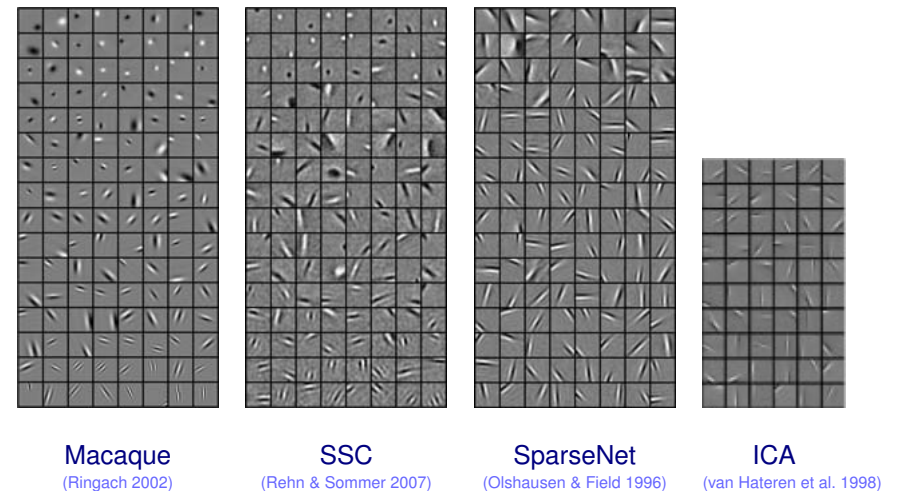 Macaque
(Ringach 2002)
SSC
(Rehn & Sommer 2007)
SparseNet
(Olshausen & Field 1996)
ICA
(van Hateren et al. 1998)